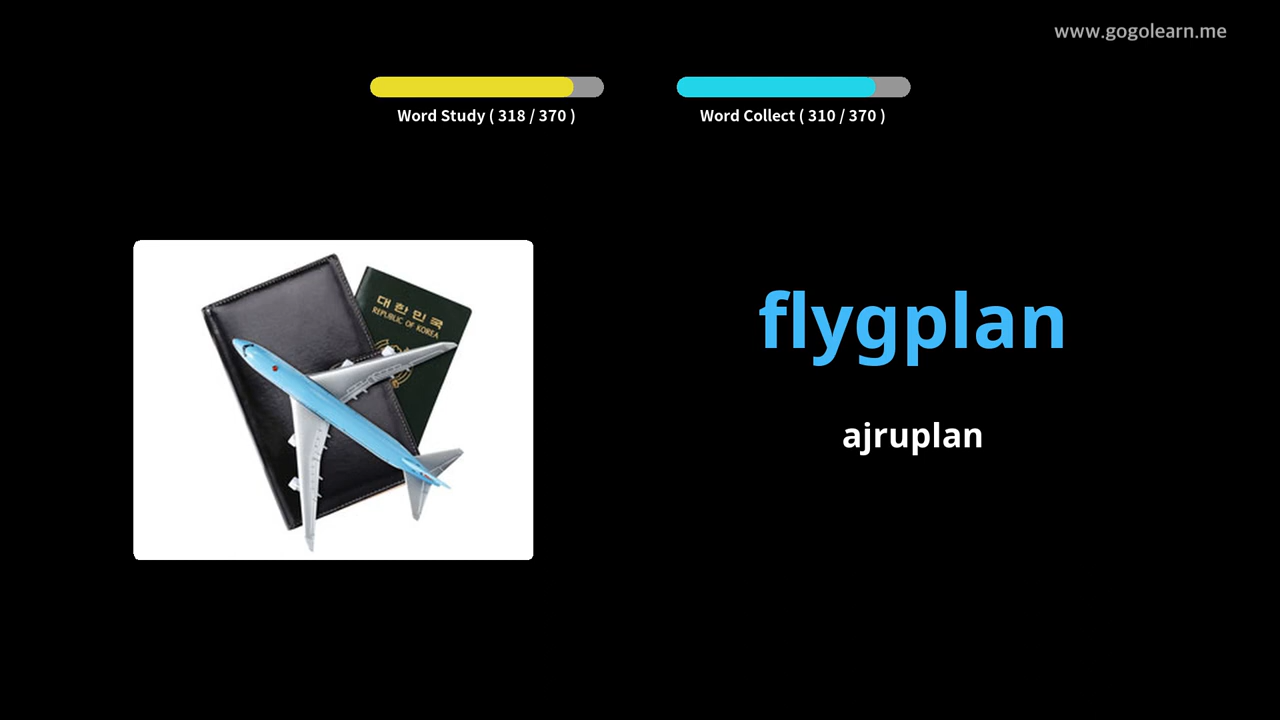 www.gogolearn.me
Word Study ( 318 / 370 )
Word Collect ( 310 / 370 )
대한민국
REPUBLIC OF KOREA
flygplan
ajruplan